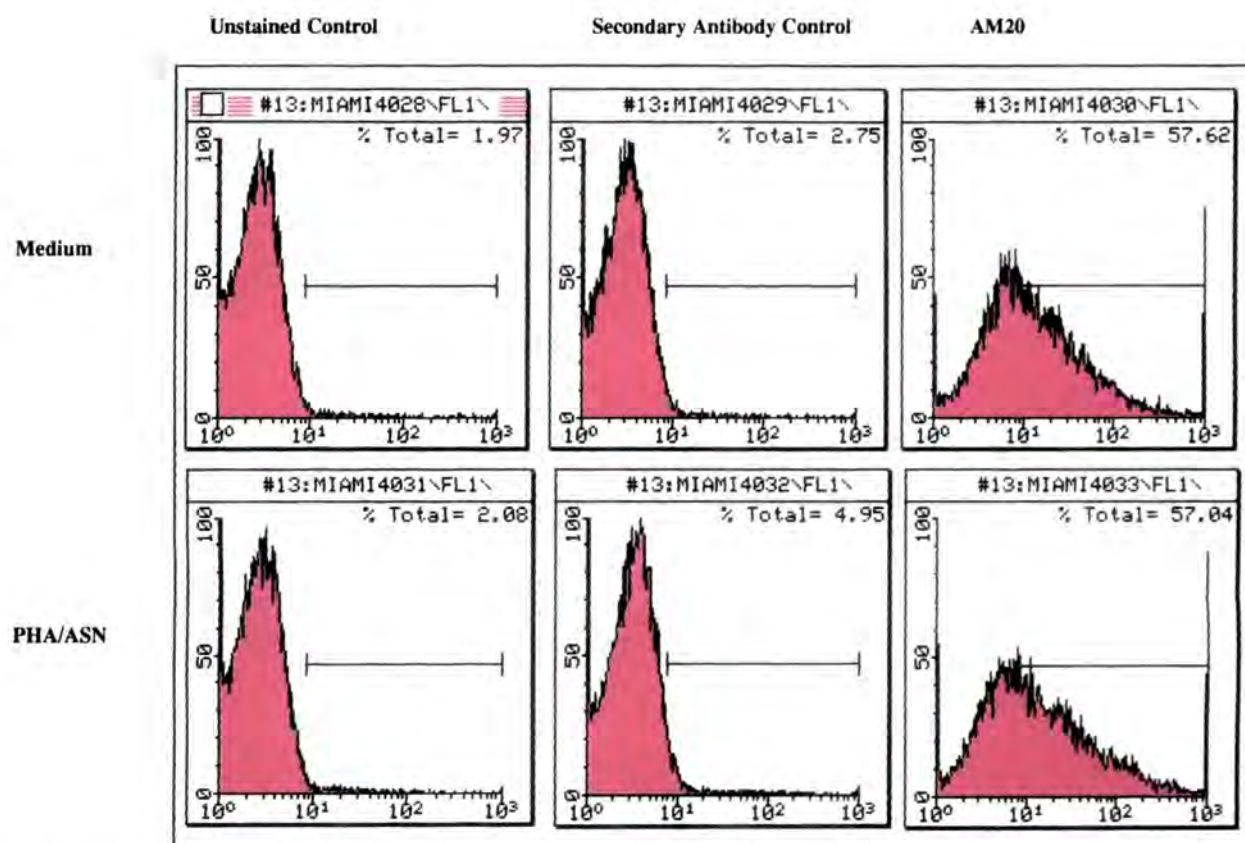 Unstained Control Secondary Antibody Control AM20
#13:MIAMI4028\FL1\ #13:MIAMI4029\FL1\ #13:MIAMI4030\FL1\
% Total= 1.97 % Total= 2.75 % Total= 57.62
100 100 100
Medium
50 50 50
0 0 0
10⁰ 10¹ 10² 10³ 10⁰ 10¹ 10² 10³ 10⁰ 10¹ 10² 10³
#13:MIAMI4031\FL1\ #13:MIAMI4032\FL1\ #13:MIAMI4033\FL1\
% Total= 2.08 % Total= 4.95 % Total= 57.04
100 100 100
PHA/ASN
50 50 50
0 0 0
10⁰ 10¹ 10² 10³ 10⁰ 10¹ 10² 10³ 10⁰ 10¹ 10² 10³